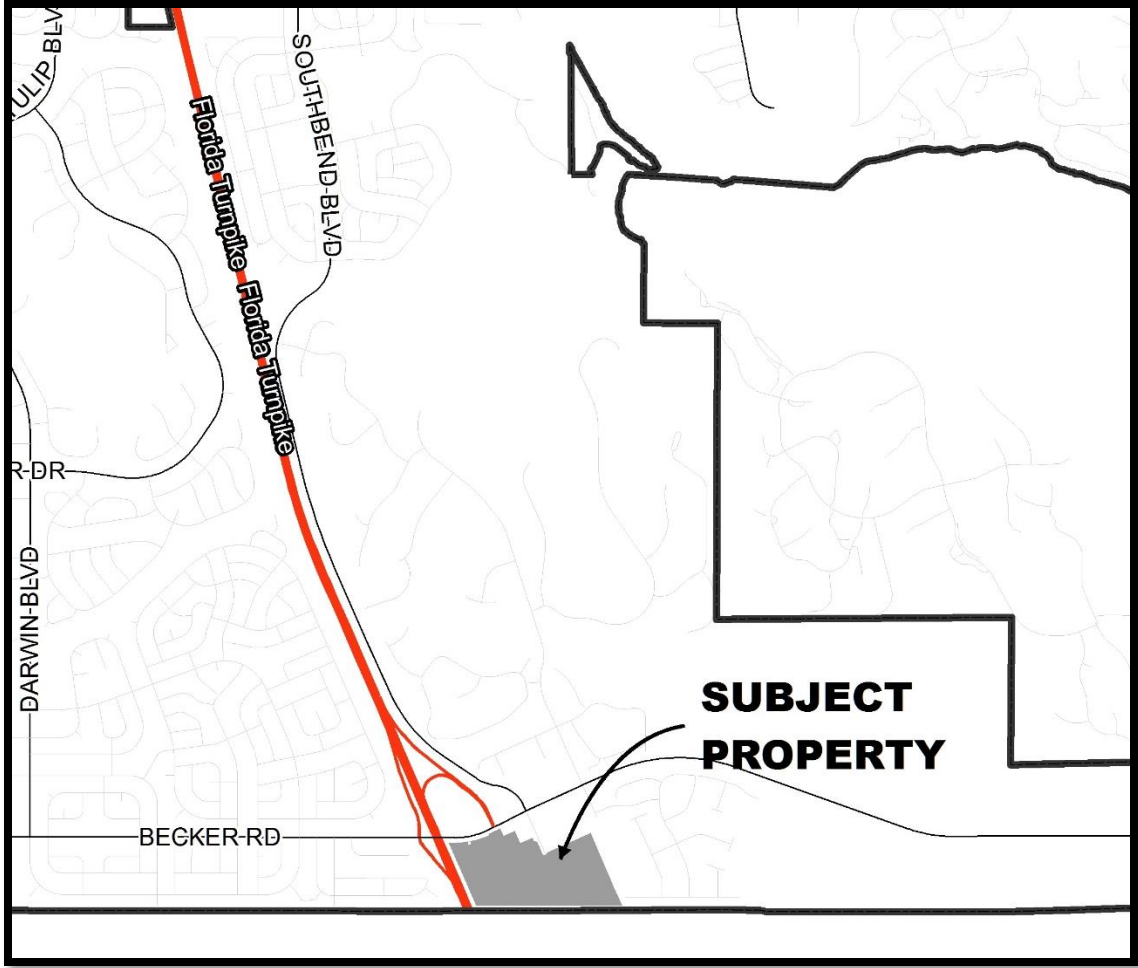 ULIP-BLV
SOUTHBEND-BLVD
Florida Turnpike
Florida Turnpike
R-DR
DARWIN-BLVD
SUBJECT
PROPERTY
BECKER-RD